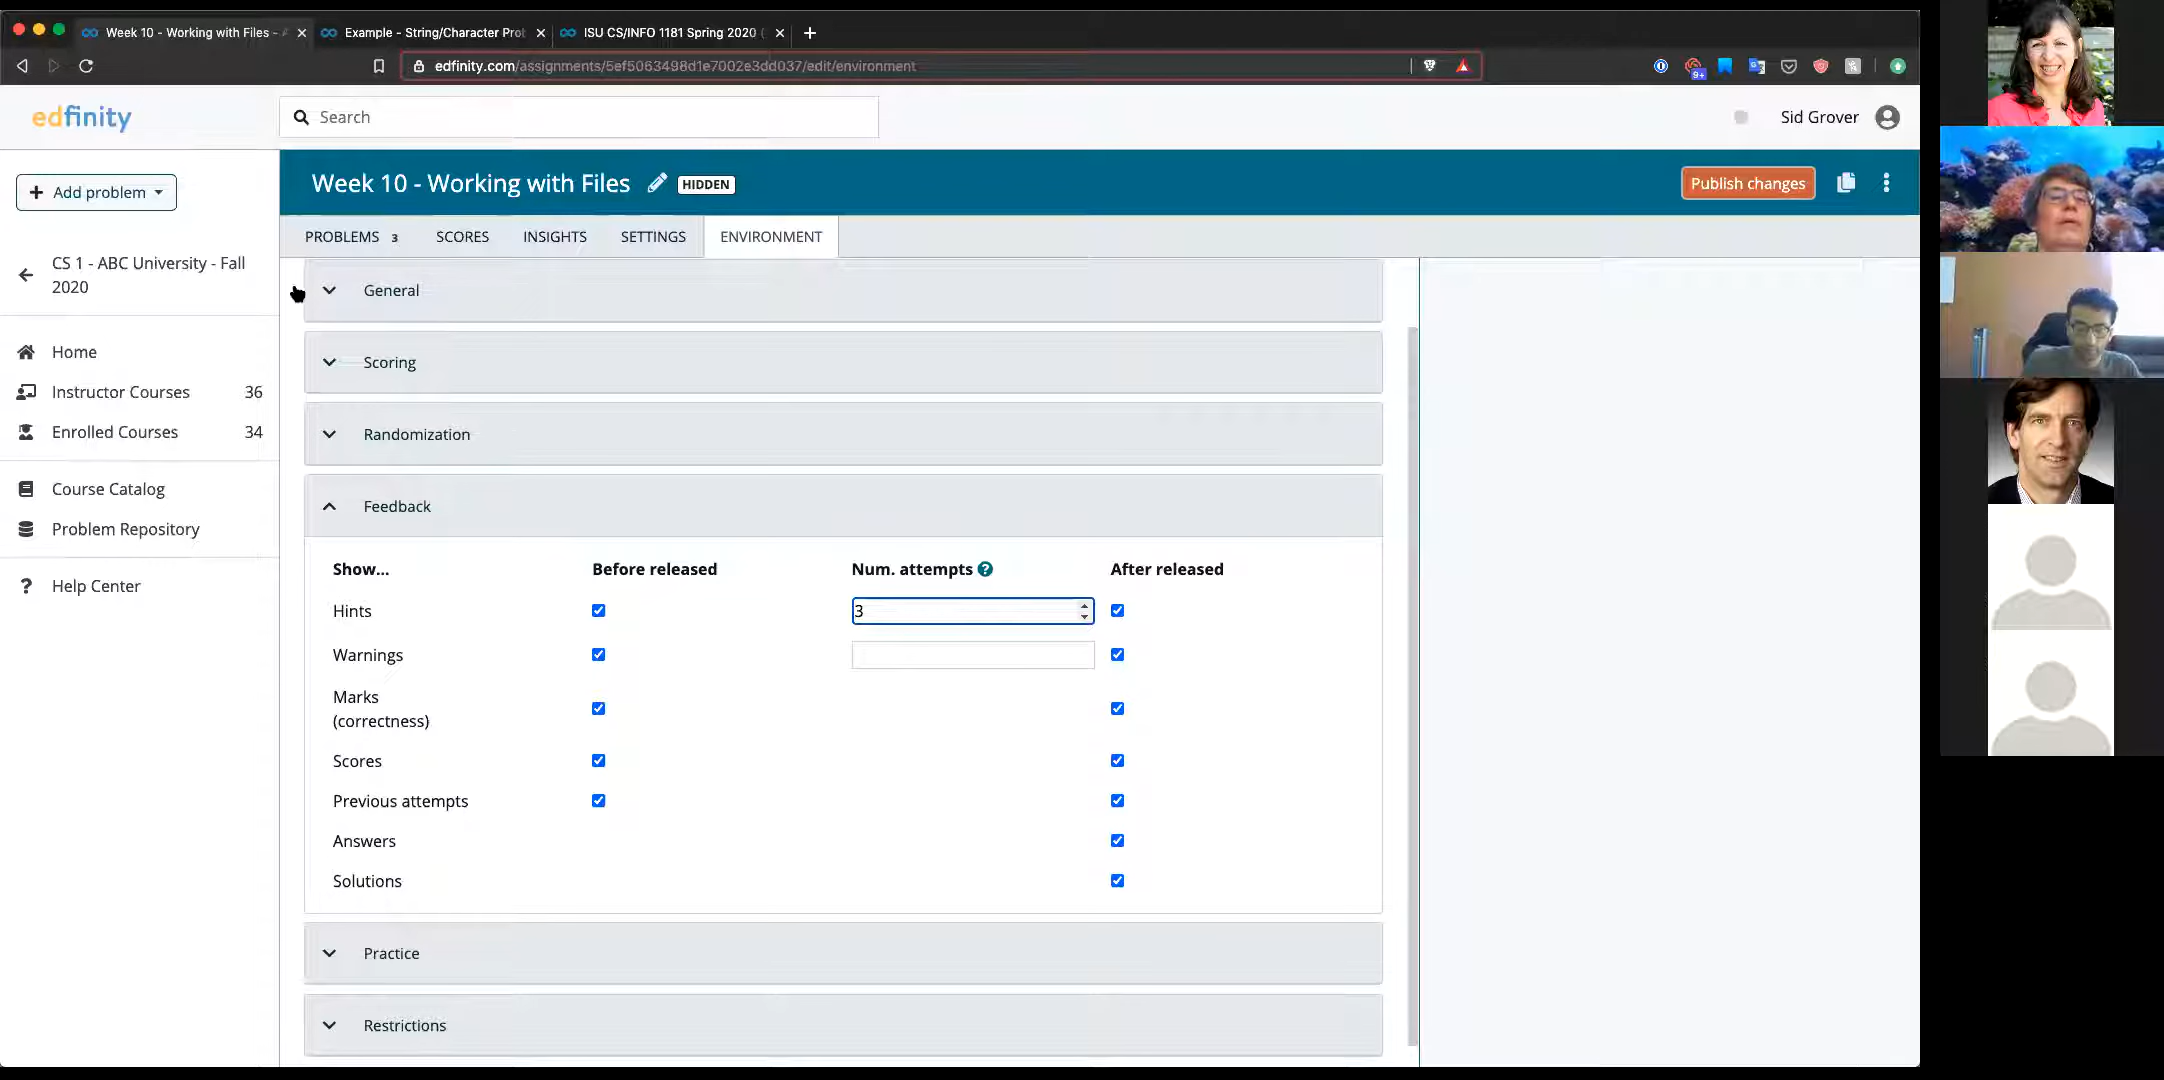 Week 10 - Working with Files -
Example - String/Character Prot
ISU CS/INFO 1181 Spring 2020
edfinity.com/assignments/5ef5063498d1e7002e3dd037/edit/environment
9+
edfinity
Search
Sid Grover
Add problem
Week 10 - Working with Files
HIDDEN
Publish changes
PROBLEMS 3
SCORES
INSIGHTS
SETTINGS
ENVIRONMENT
CS 1 - ABC University - Fall
2020
Home
Instructor Courses 36
Enrolled Courses 34
Course Catalog
Problem Repository
? Help Center
General
Scoring
Randomization
Feedback
Show... Before released Num. attempts ? After released
Hints 3
Warnings
Marks
(correctness)
Scores
Previous attempts
Answers
Solutions
Practice
Restrictions